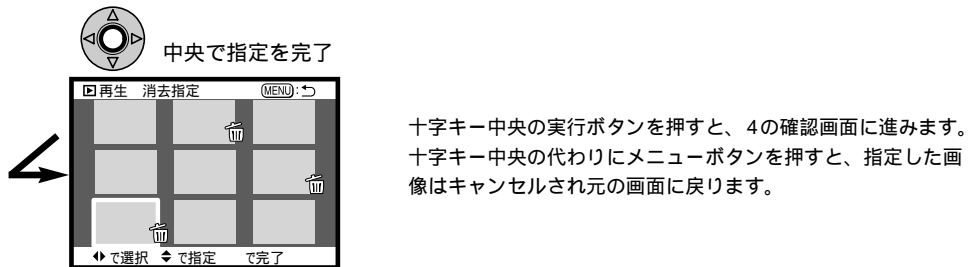 中央で指定を完了
再生 消去指定 MENU:
で選択 で指定 で完了
十字キー中央の実行ボタンを押すと、4の確認画面に進みます。
十字キー中央の代わりにメニューボタンを押すと、指定した画
像はキャンセルされ元の画面に戻ります。